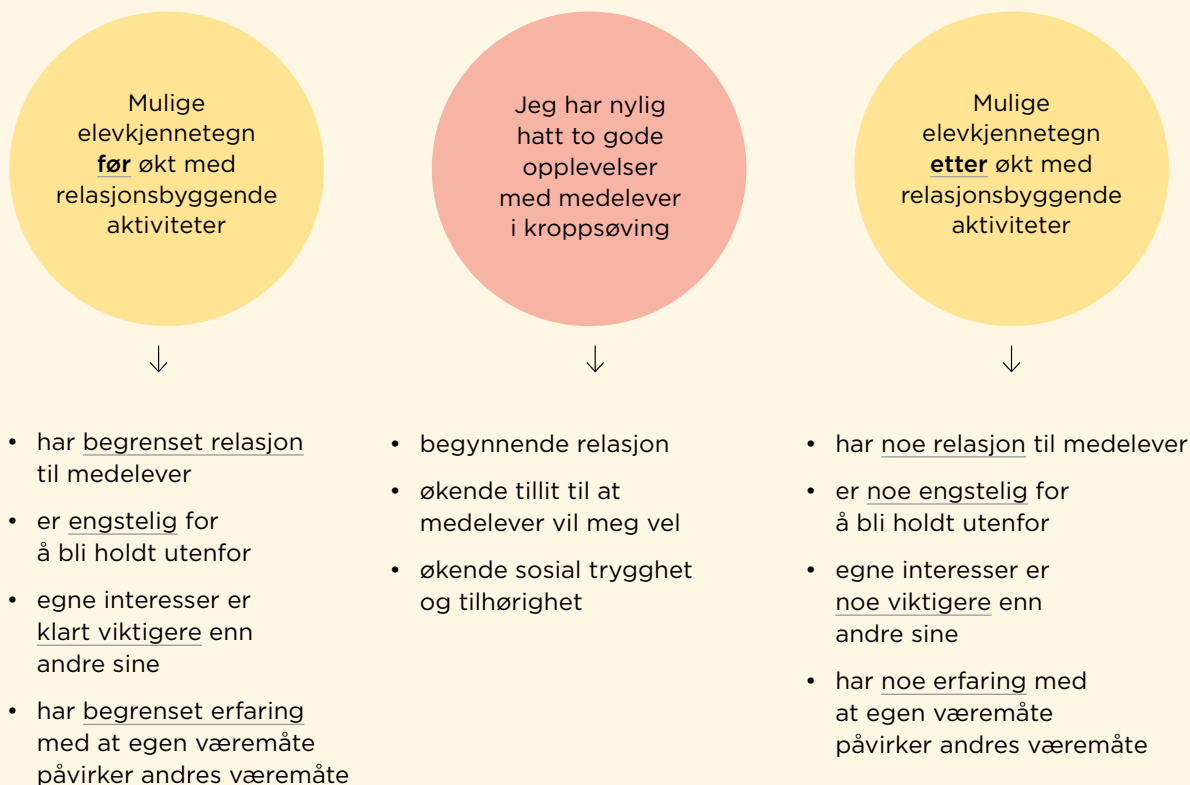 Mulige
elevkjennetegn
før økt med
relasjonsbyggende
aktiviteter
• har begrenset relasjon
til medelever
• er engstelig for
å bli holdt utenfor
• egne interesser er
klart viktigere enn
andre sine
• har begrenset erfaring
med at egen væremåte
påvirker andres væremåte
Jeg har nylig
hatt to gode
opplevelser
med medelever
i kroppsøving
• begynnende relasjon
• økende tillit til at
medelever vil meg vel
• økende sosial trygghet
og tilhørighet
Mulige
elevkjennetegn
etter økt med
relasjonsbyggende
aktiviteter
• har noe relasjon til medelever
• er noe engstelig for
å bli holdt utenfor
• egne interesser er
noe viktigere enn
andre sine
• har noe erfaring med
at egen væremåte
påvirker andres væremåte